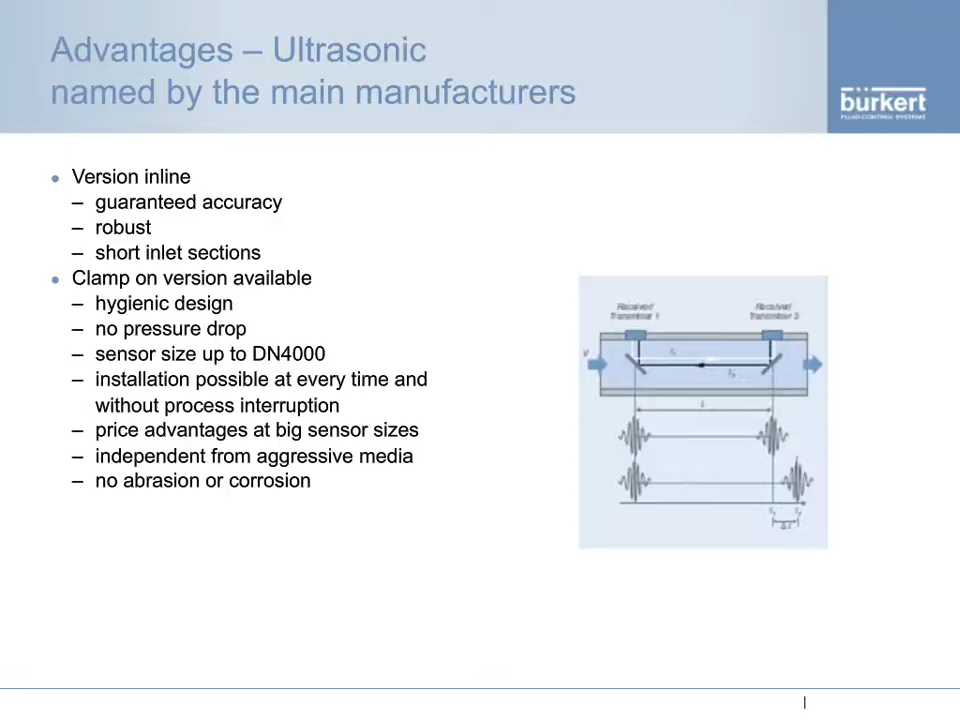 Advantages – Ultrasonic
named by the main manufacturers
burkert
FLUID CONTROL SYSTEMS
● Version inline
– guaranteed accuracy
– robust
– short inlet sections
● Clamp on version available
– hygienic design
– no pressure drop
– sensor size up to DN4000
– installation possible at every time and
without process interruption
– price advantages at big sensor sizes
– independent from aggressive media
– no abrasion or corrosion
Transmitter 1
Transmitter 2
L